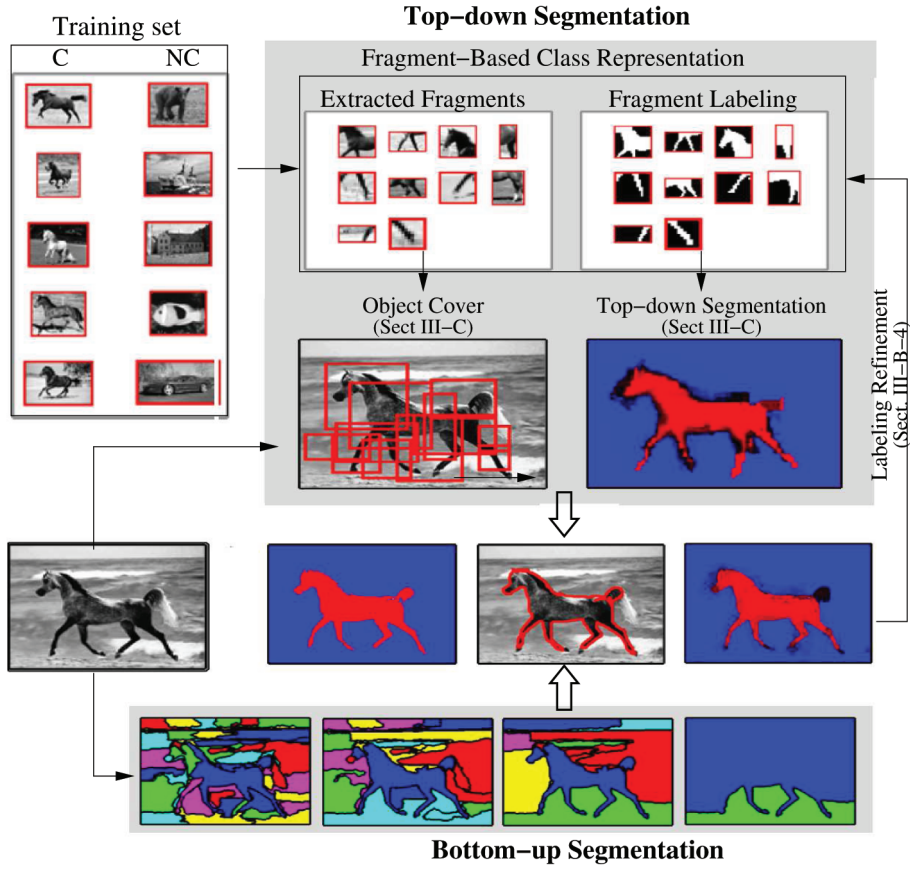 Top-down Segmentation
Training set
C NC
Fragment-Based Class Representation
Extracted Fragments
Fragment Labeling
Object Cover
(Sect III-C)
Top-down Segmentation
(Sect III-C)
Labeling Refinement
(Sect. III-B-4)
Bottom-up Segmentation